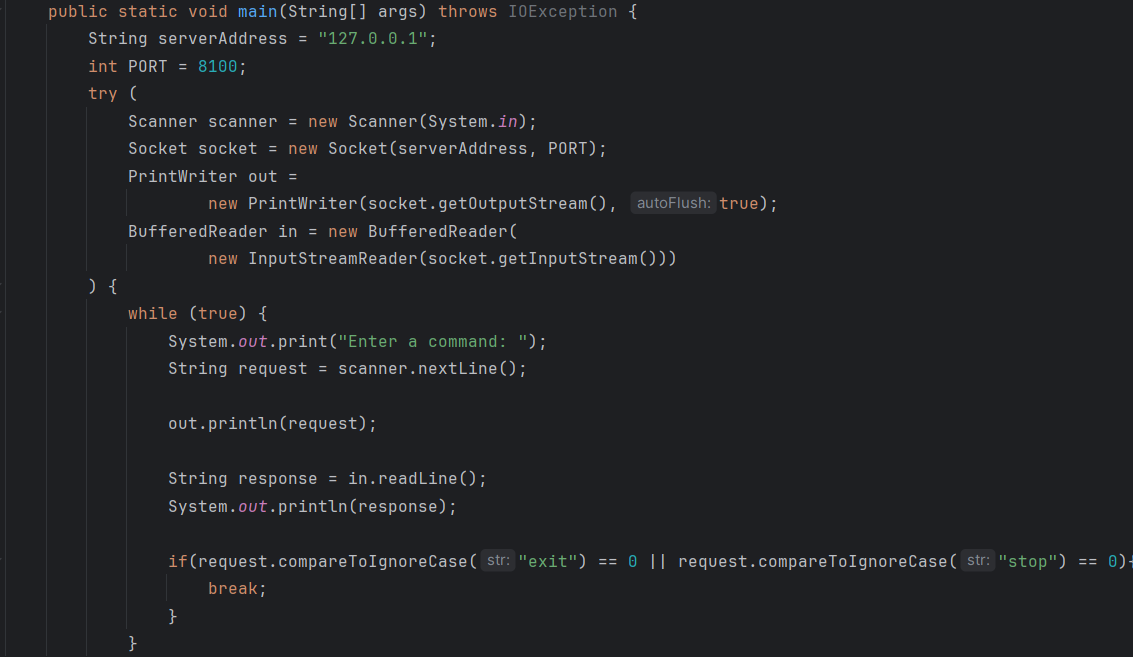 public static void main(String[] args) throws IOException {
String serverAddress = "127.0.0.1";
int PORT = 8100;
try (
Scanner scanner = new Scanner(System.in);
Socket socket = new Socket(serverAddress, PORT);
PrintWriter out =
new PrintWriter(socket.getOutputStream(), autoFlush: true);
BufferedReader in = new BufferedReader(
new InputStreamReader(socket.getInputStream()))
) {
while (true) {
System.out.print("Enter a command: ");
String request = scanner.nextLine();
out.println(request);
String response = in.readLine();
System.out.println(response);
if(request.compareToIgnoreCase( str: "exit") == 0 || request.compareToIgnoreCase( str: "stop") == 0){
break;
}
}